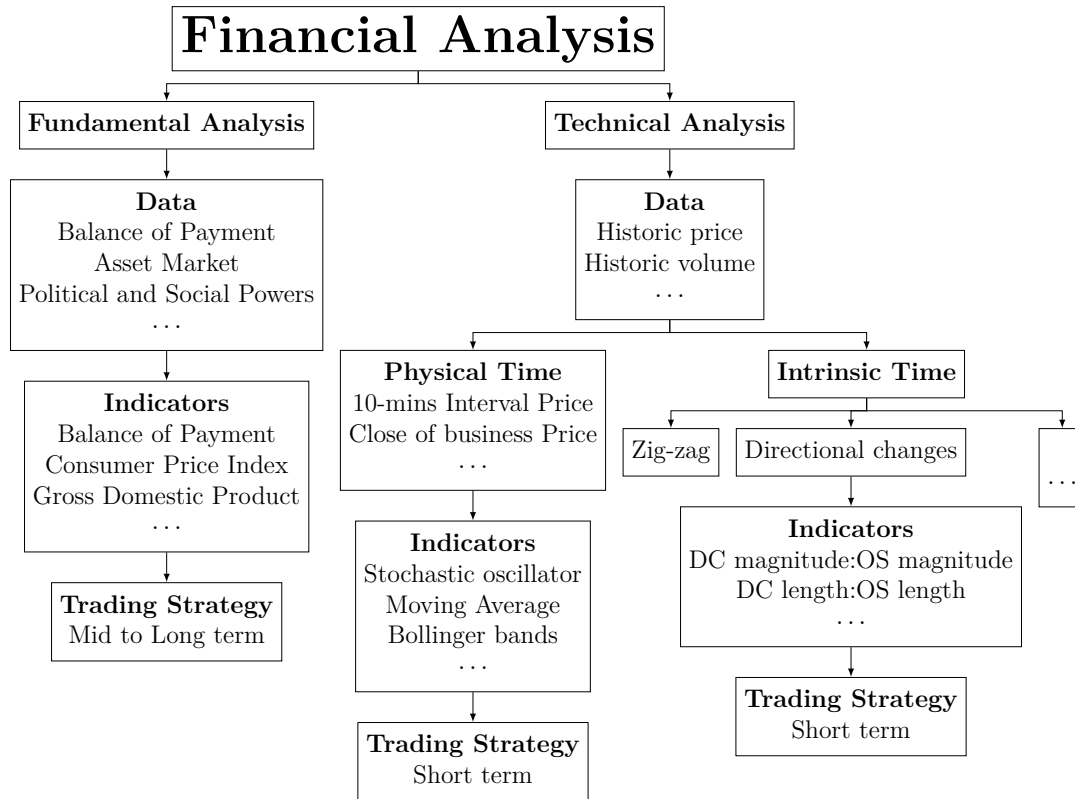 Financial Analysis
Fundamental Analysis
Technical Analysis
Data
Balance of Payment
Asset Market
Political and Social Powers
. . .
Data
Historic price
Historic volume
. . .
Indicators
Balance of Payment
Consumer Price Index
Gross Domestic Product
. . .
Trading Strategy
Mid to Long term
Physical Time
10-mins Interval Price
Close of business Price
. . .
Indicators
Stochastic oscillator
Moving Average
Bollinger bands
. . .
Trading Strategy
Short term
Intrinsic Time
Zig-zag
Directional changes
. . .
Indicators
DC magnitude:OS magnitude
DC length:OS length
. . .
Trading Strategy
Short term